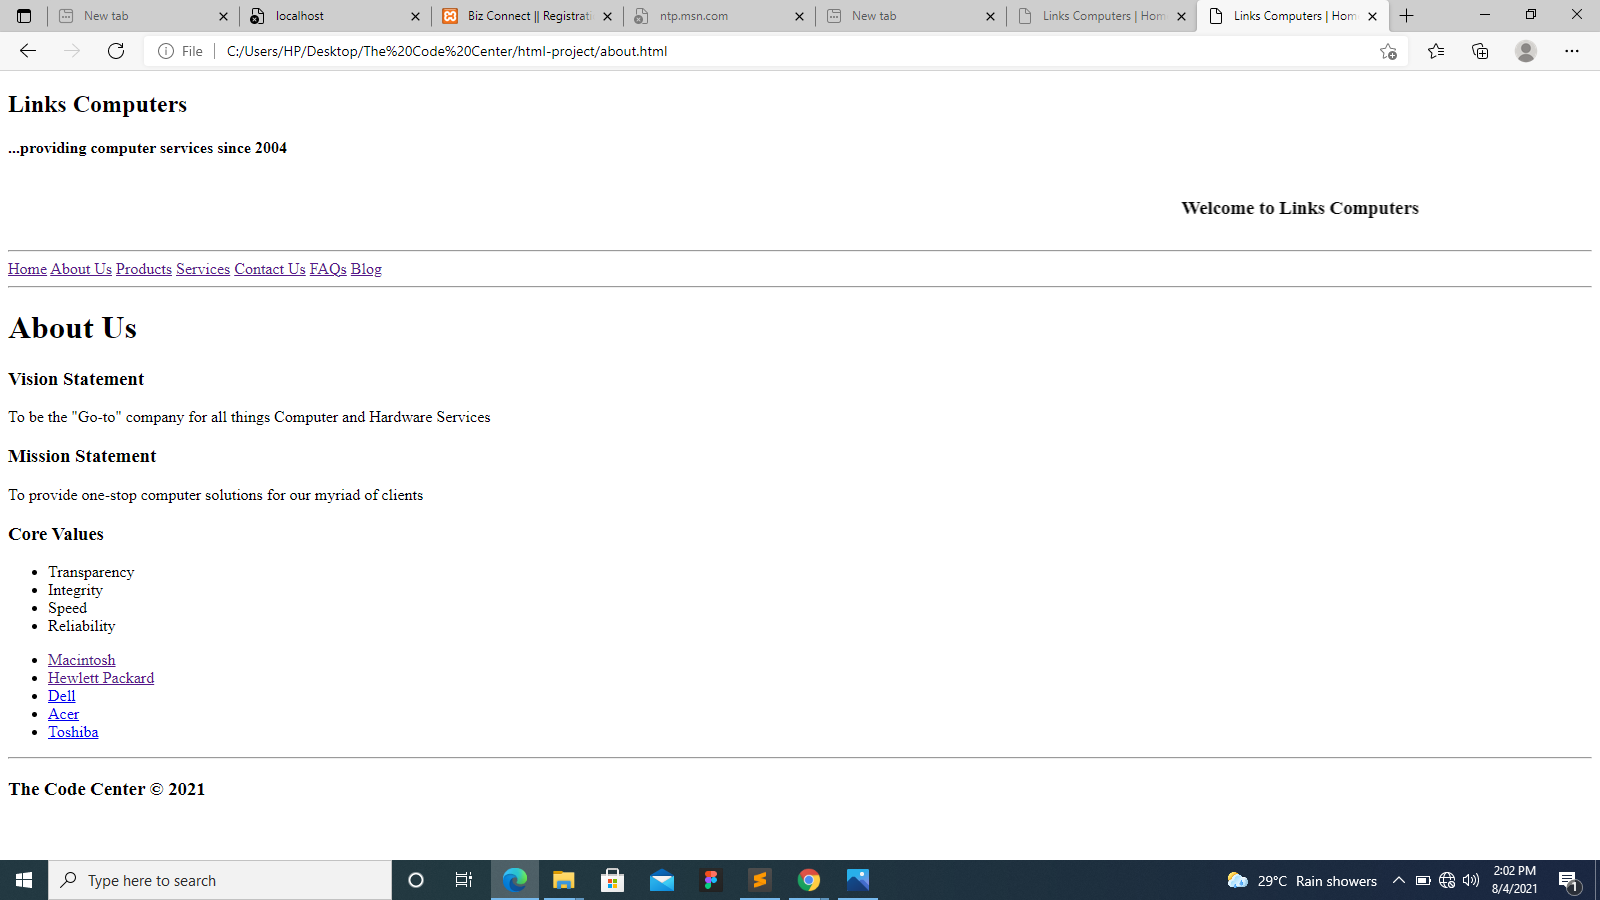 New tab
localhost
Biz Connect || Registrati
ntp.msn.com
New tab
Links Computers | Hom
Links Computers | Hom
File
C:/Users/HP/Desktop/The%20Code%20Center/html-project/about.html
Links Computers
...providing computer services since 2004
Welcome to Links Computers
Home About Us Products Services Contact Us FAQs Blog
About Us
Vision Statement
To be the "Go-to" company for all things Computer and Hardware Services
Mission Statement
To provide one-stop computer solutions for our myriad of clients
Core Values
Transparency
Integrity
Speed
Reliability
Macintosh
Hewlett Packard
Dell
Acer
Toshiba
The Code Center © 2021
Type here to search
29°C Rain showers
2:02 PM
8/4/2021
1